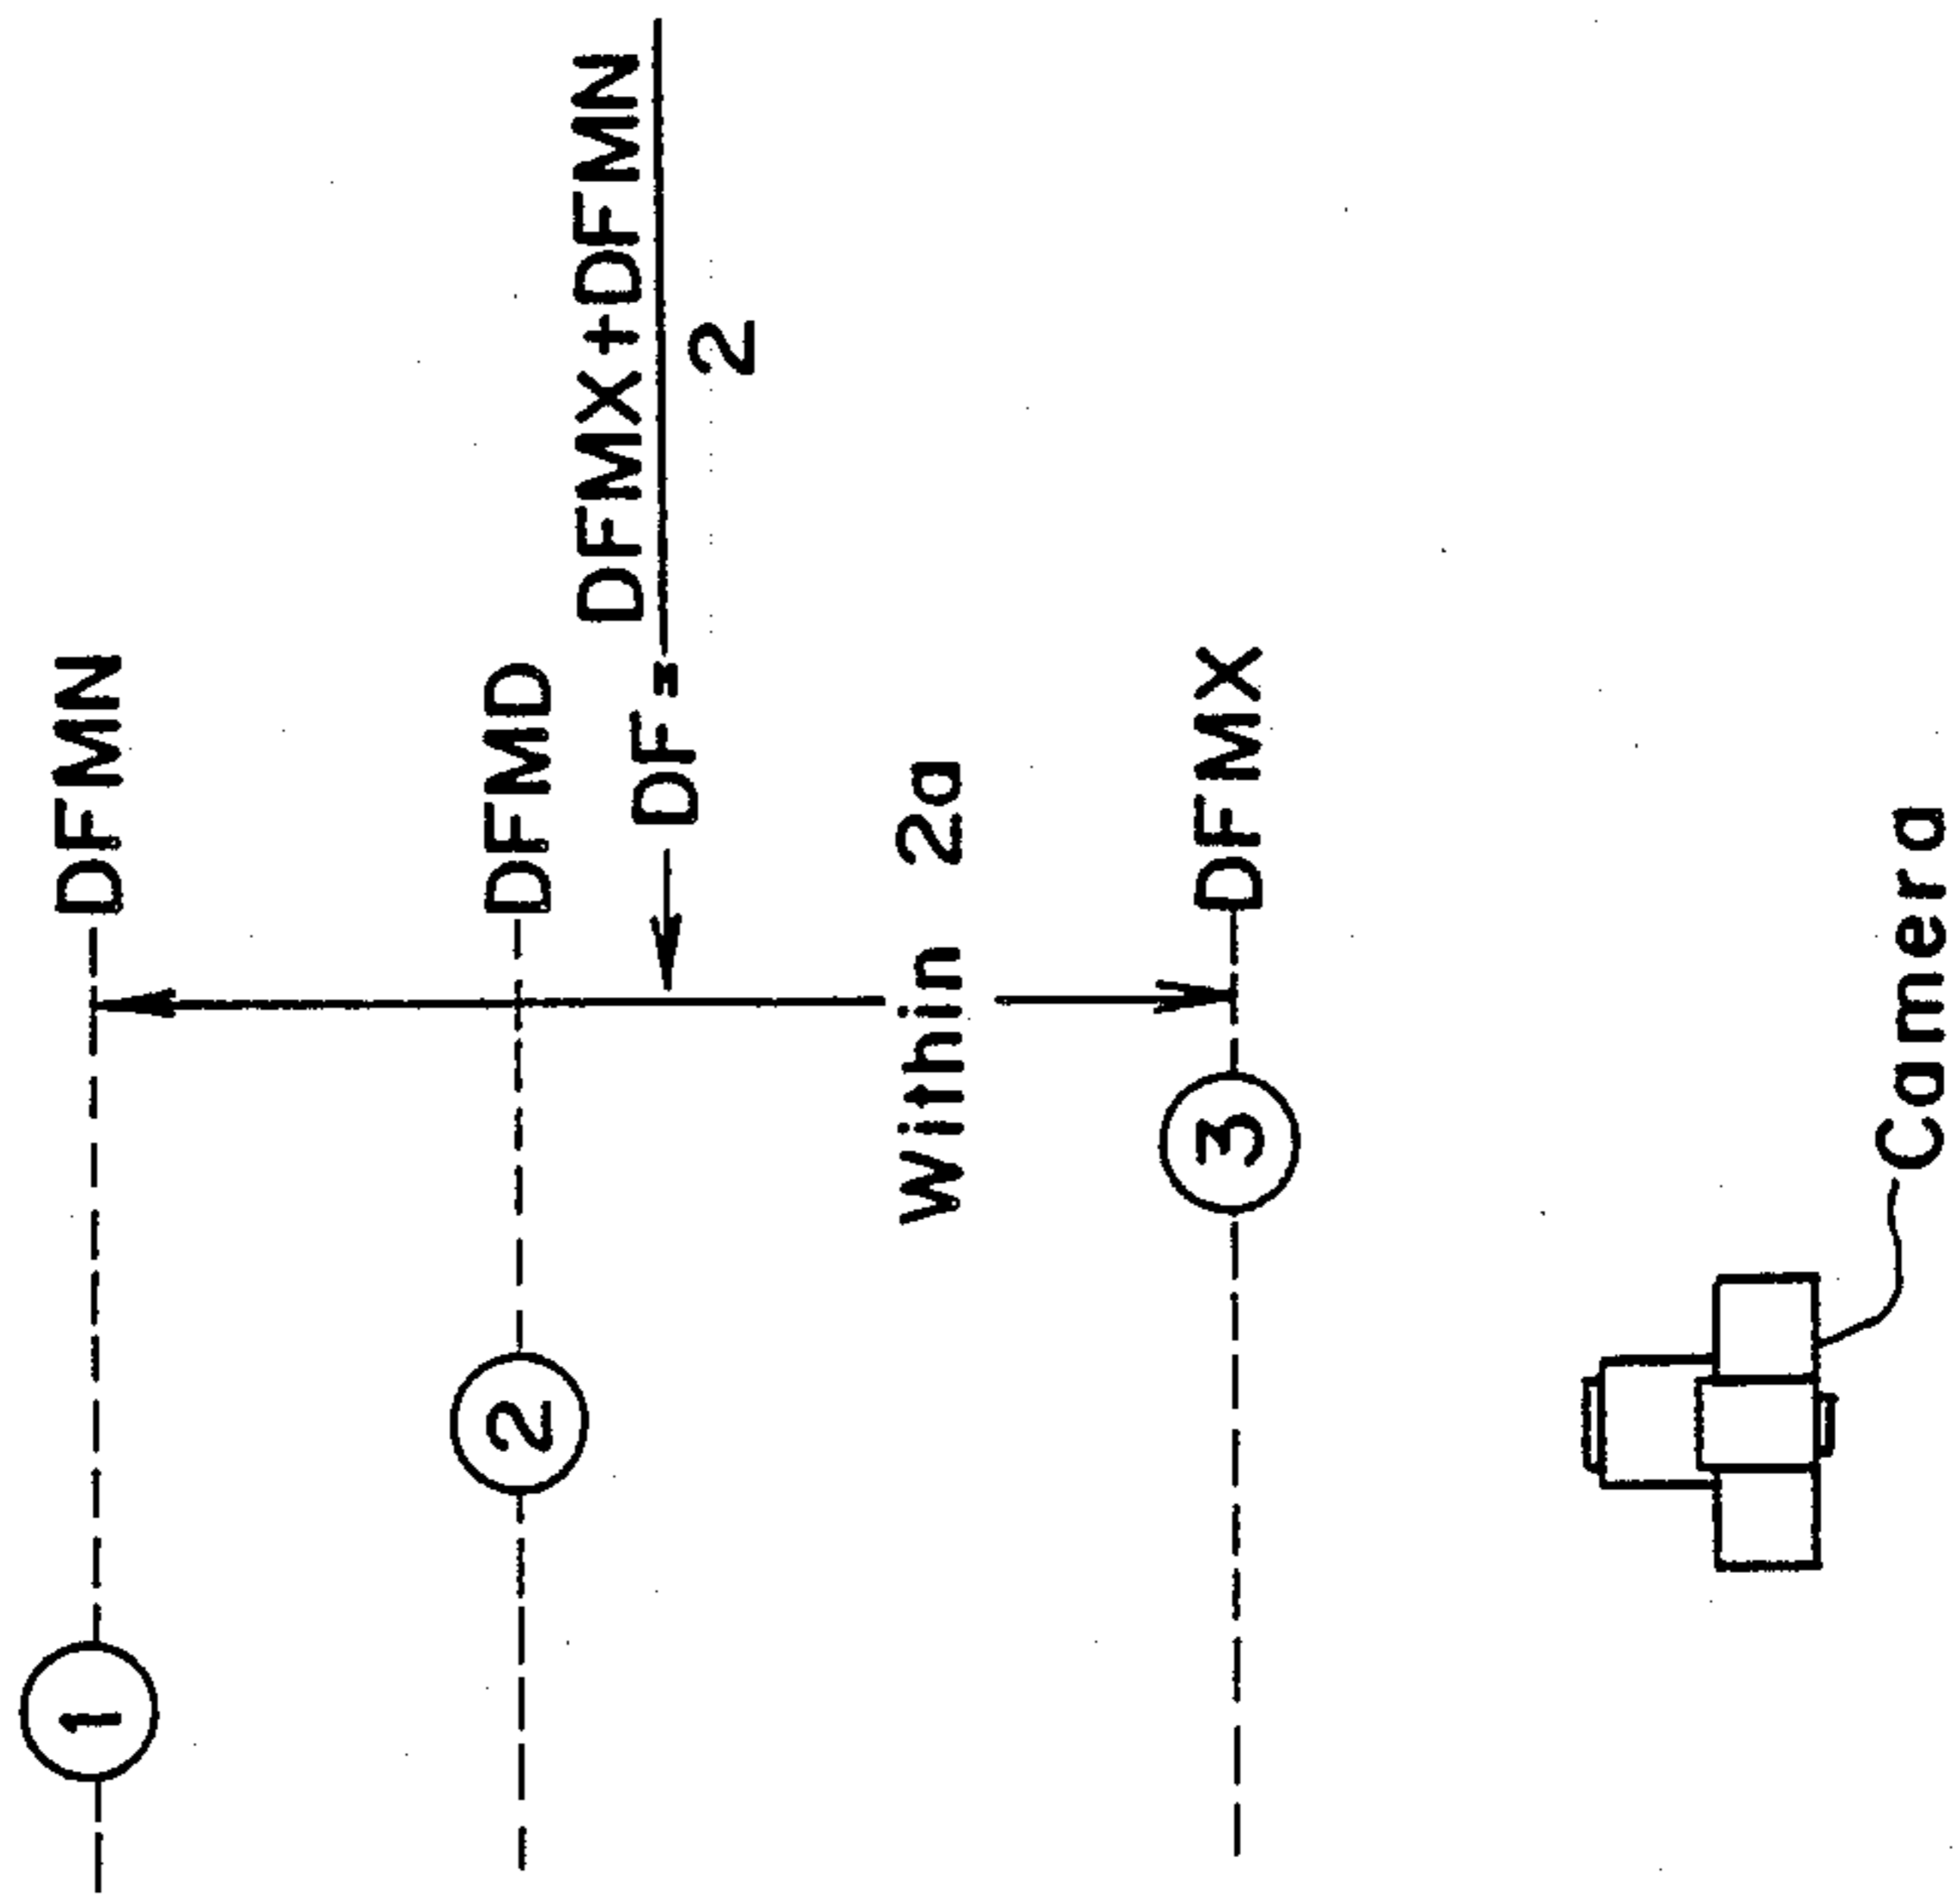 1
DFMN
2
DFMD
DF=
DFMX+DFMN
2
Within 2a
3
DFMX
Camera